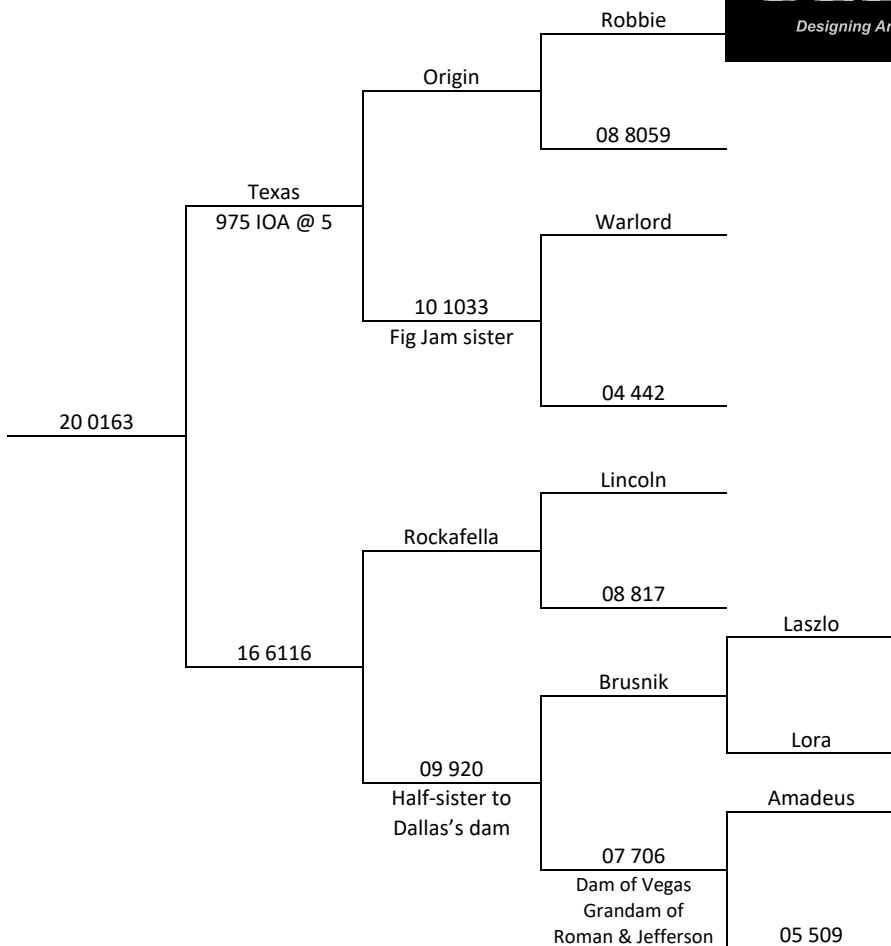 Robbie
Designing Ar
Origin
08 8059
Texas
975 IOA @ 5
Warlord
10 1033
Fig Jam sister
04 442
20 0163
Lincoln
Rockafella
08 817
Laszlo
16 6116
Brusnik
Lora
09 920
Half-sister to
Dallas’s dam
Amadeus
07 706
Dam of Vegas
Grandam of
Roman & Jefferson
05 509